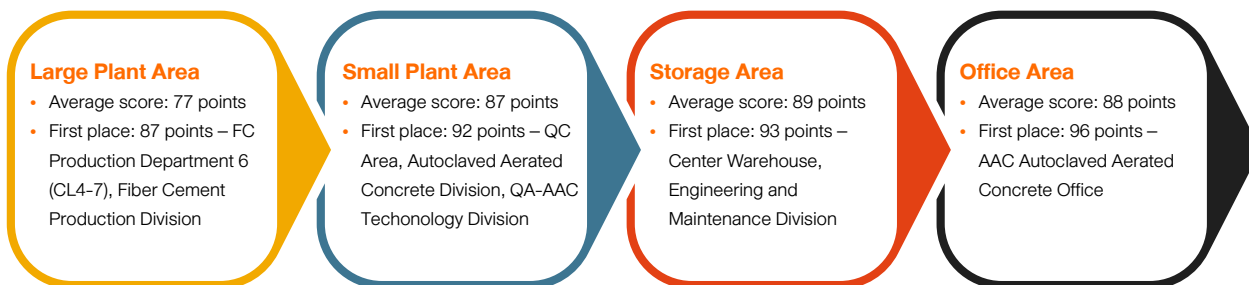 Large Plant Area
• Average score: 77 points
• First place: 87 points – FC
Production Department 6
(CL4-7), Fiber Cement
Production Division
Small Plant Area
• Average score: 87 points
• First place: 92 points – QC
Area, Autoclaved Aerated
Concrete Division, QA-AAC
Techonology Division
Storage Area
• Average score: 89 points
• First place: 93 points –
Center Warehouse,
Engineering and
Maintenance Division
Office Area
• Average score: 88 points
• First place: 96 points –
AAC Autoclaved Aerated
Concrete Office